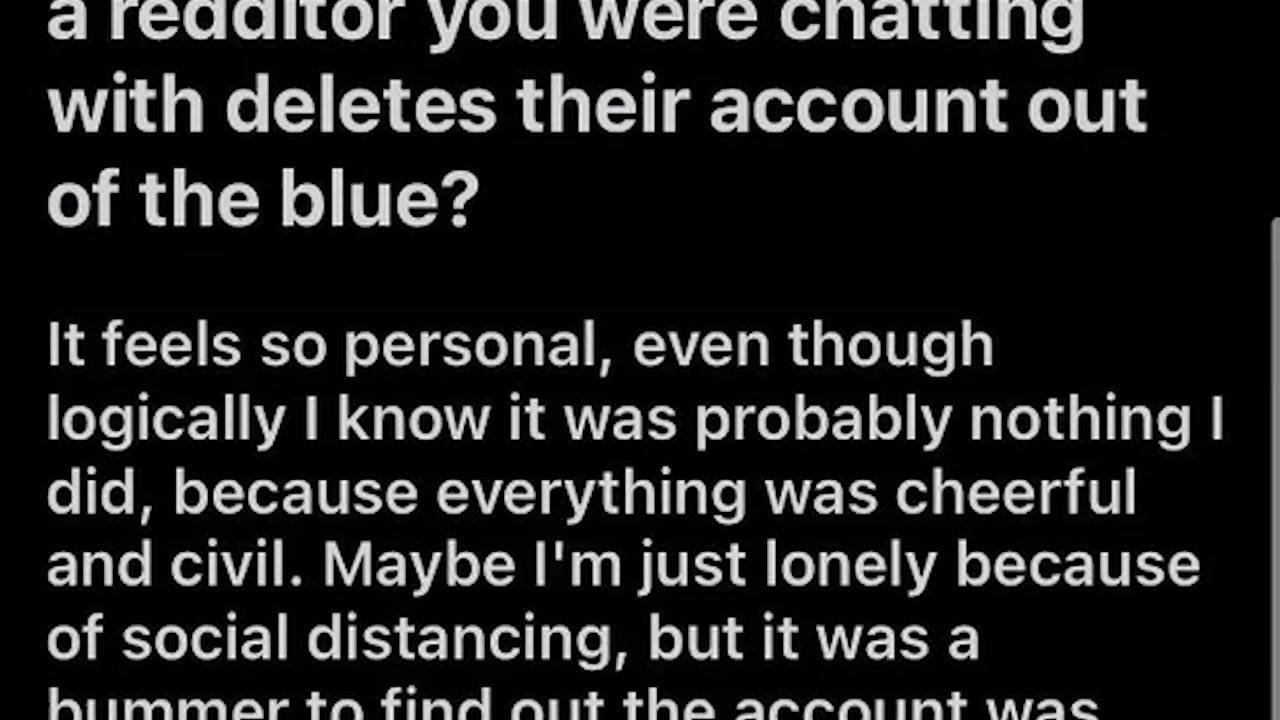 a redditor you were chatting
with deletes their account out
of the blue?
It feels so personal, even though
logically I know it was probably nothing I
did, because everything was cheerful
and civil. Maybe I'm just lonely because
of social distancing, but it was a
bummer to find out the account was